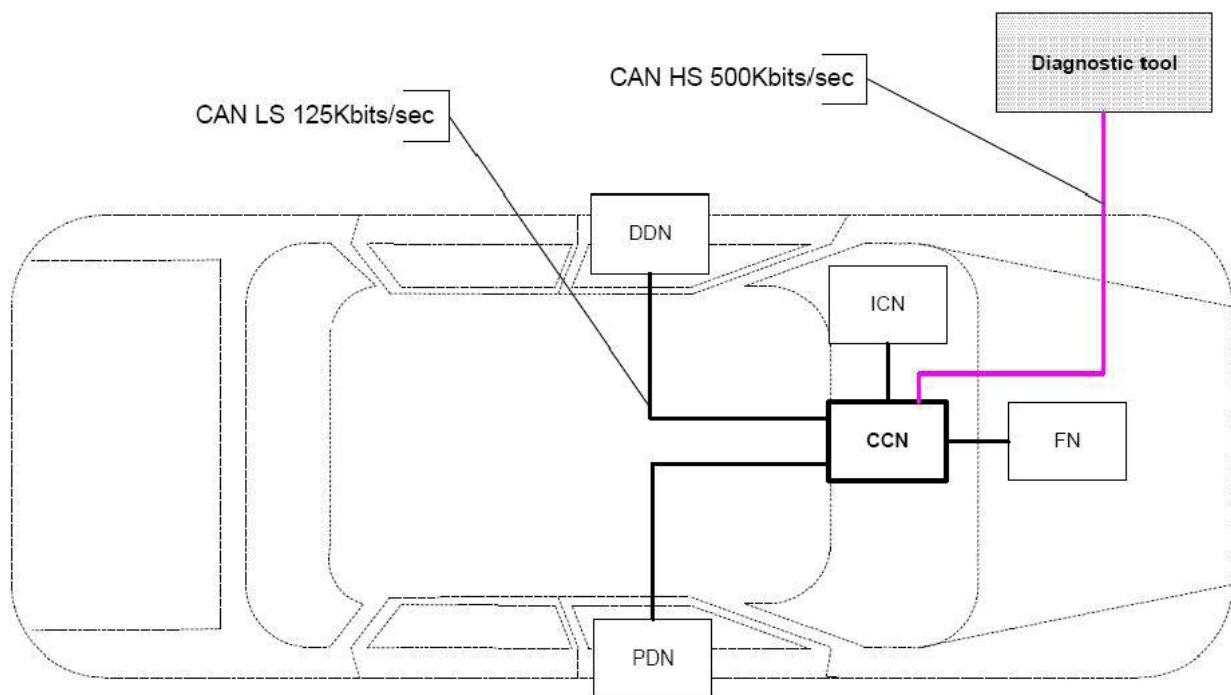 Diagnostic tool
CAN HS 500Kbits/sec
CAN LS 125Kbits/sec
DDN
ICN
CCN
FN
PDN